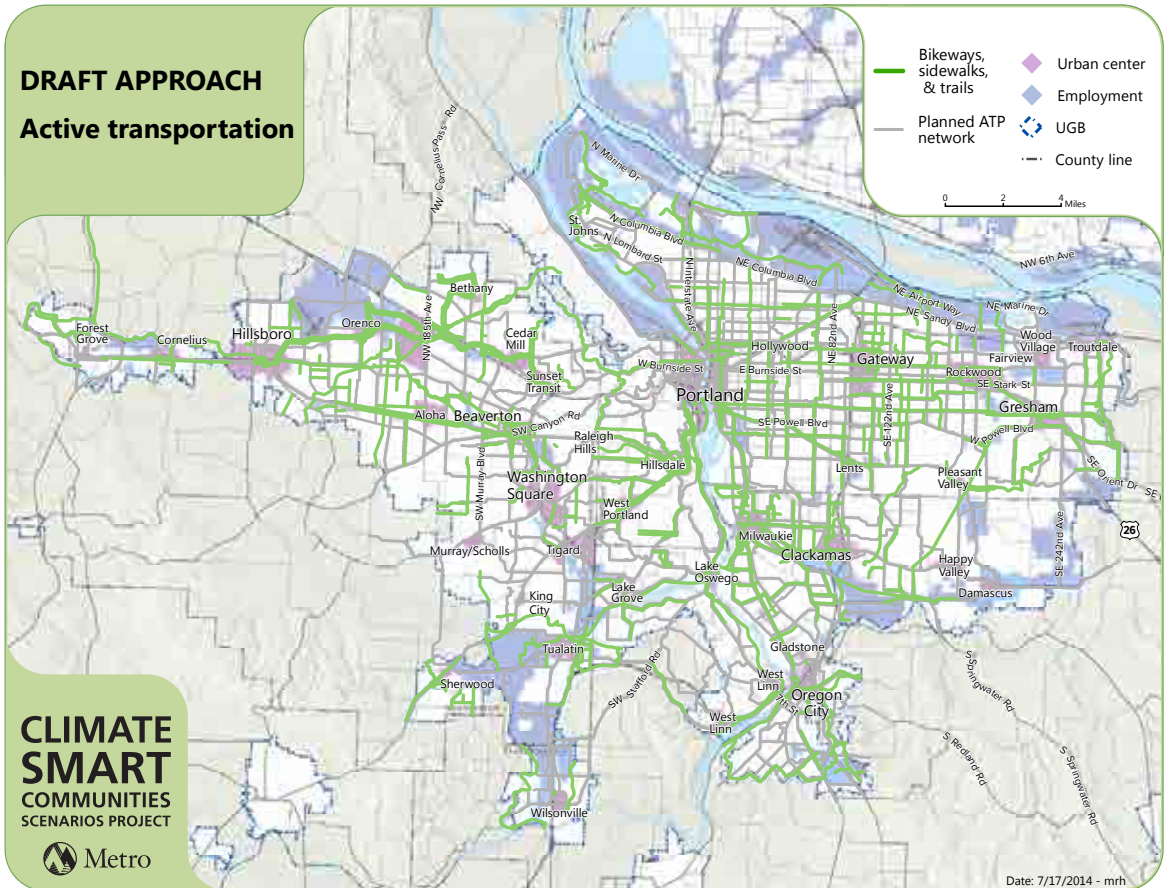 DRAFT APPROACH
Active transportation
Bikeways,
sidewalks,
& trails
Planned ATP
network
Urban center
Employment
UGB
County line
0 2 4 Miles
NW Cornelius Pass Rd
N Marine Dr
St.
Johns
N Columbia Blvd
N Lombard St
N Interstate Ave
NE Columbia Blvd
NW 6th Ave
NE Airport Way
NE Marine Dr
NE Sandy Blvd
Bethany
Orenco
NW 185th Ave
NE 82nd Ave
Forest
Grove
Cornelius
Hillsboro
Cedar
Mill
Hollywood
Wood
Village
Troutdale
Gateway
Fairview
W Burnside St
E Burnside St
Rockwood
Sunset
Transit
SE Stark St
Portland
Gresham
Aloha
Beaverton
SW Canyon Rd
SE Powell Blvd
SE 122nd Ave
W Powell Blvd
Raleigh
Hills
Hillsdale
Lents
Pleasant
Valley
SE Orient Dr
SE
SW Murray Blvd
Washington
Square
West
Portland
26
Milwaukie
Murray/Scholls
Tigard
Clackamas
SE 242nd Ave
Happy
Valley
Lake
Oswego
Lake
Grove
Damascus
King
City
Tualatin
Gladstone
SW Stafford Rd
Sherwood
West
Linn
Oregon
City
7th St
West
Linn
S Springwater Rd
S Redland Rd
S Springwater Rd
Wilsonville
CLIMATE
SMART
COMMUNITIES
SCENARIOS PROJECT
Metro
Date: 7/17/2014 - mrh